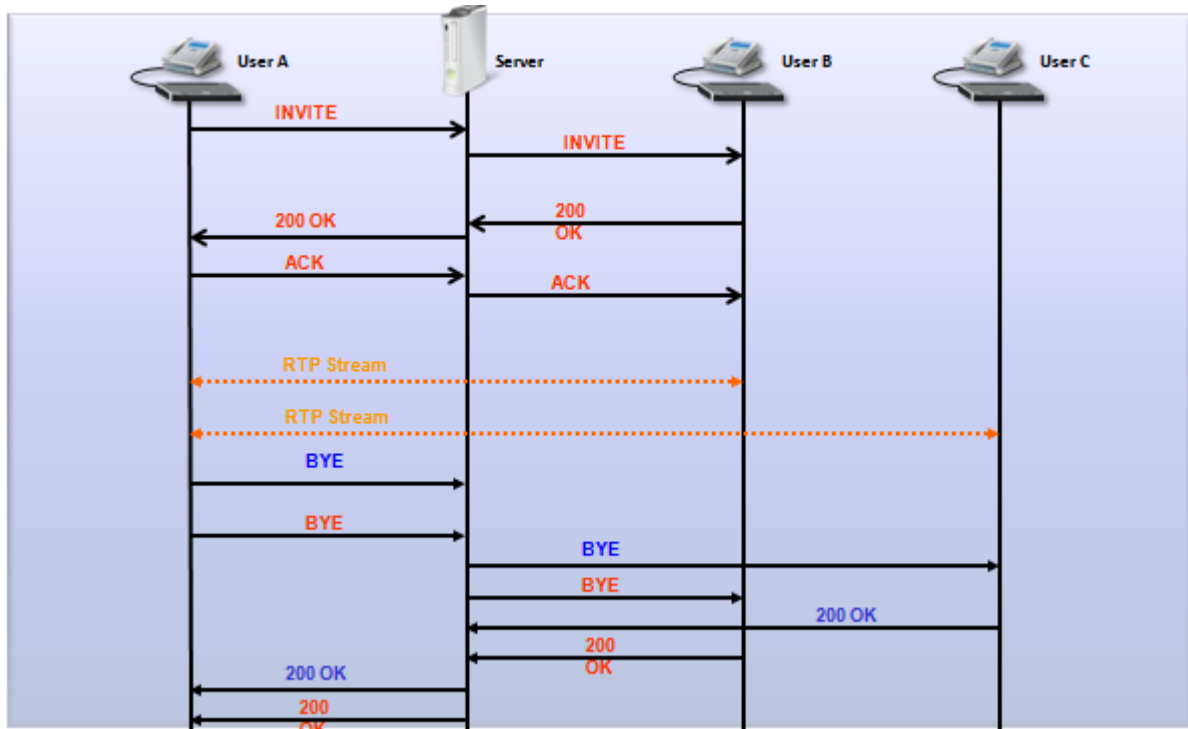 User A
Server
User B
User C
INVITE
INVITE
200
OK
200 OK
ACK
ACK
RTP Stream
RTP Stream
BYE
BYE
BYE
BYE
200 OK
200
OK
200 OK
200
OK